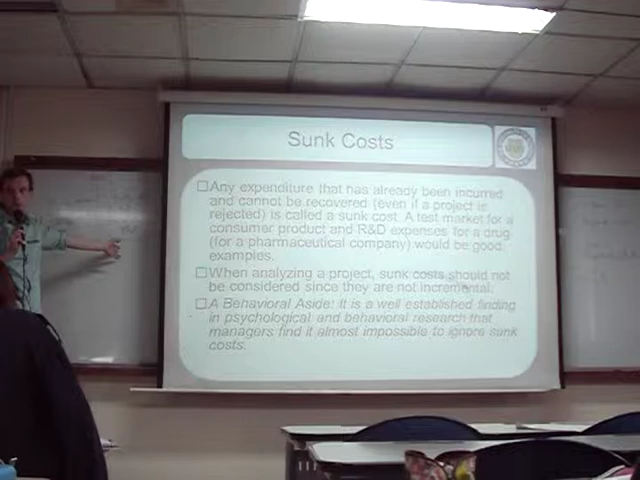 Sunk Costs
☐Any expenditure that has already been incurred
and cannot be recovered (even if a project is
rejected) is called a sunk cost. A test market for a
consumer product and R&D expenses for a drug
(for a pharmaceutical company) would be good
examples.
☐When analyzing a project, sunk costs should not
be considered since they are not incremental.
☐A Behavioral Aside: It is a well established finding
in psychological and behavioral research that
managers find it almost impossible to ignore sunk
costs.